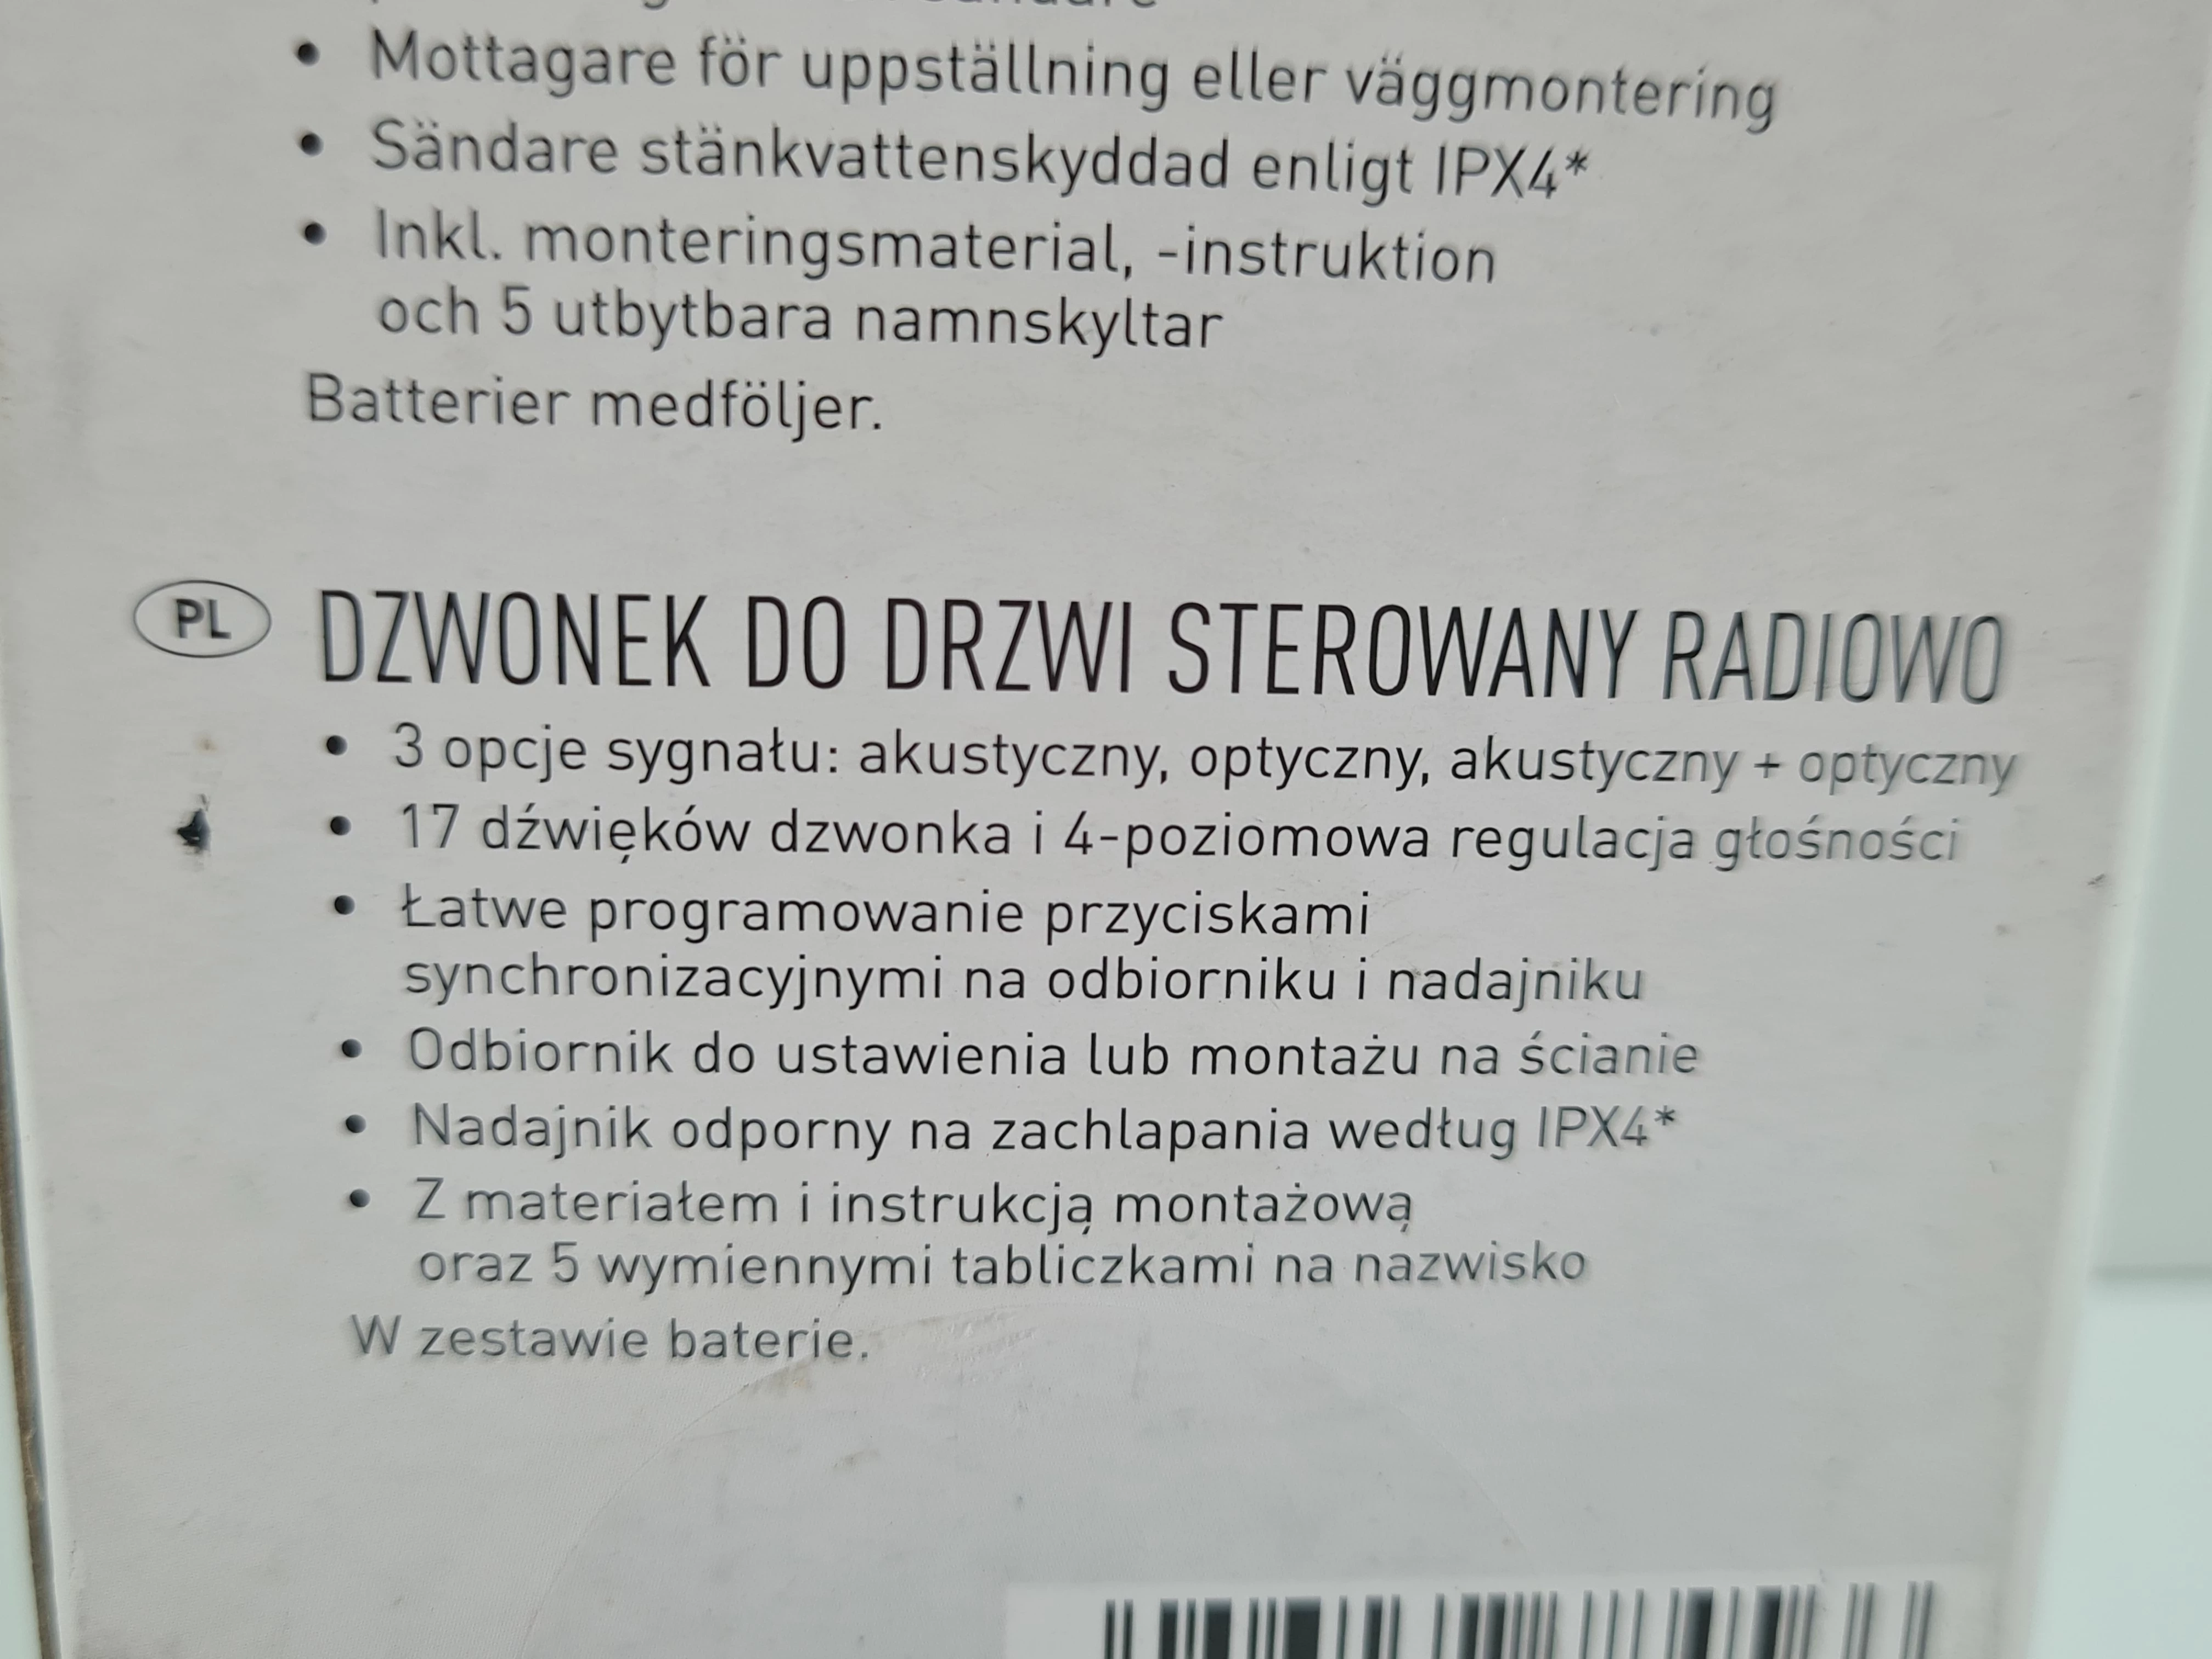 • Mottagare för uppställning eller väggmontering
• Sändare stänkvattenskyddad enligt IPX4*
• Inkl. monteringsmaterial, -instruktion
och 5 utbytbara namnskyltar
Batterier medföljer.
PL DZWONEK DO DRZWI STEROWANY RADIOWO
• 3 opcje sygnału: akustyczny, optyczny, akustyczny + optyczny
• 17 dźwięków dzwonka i 4-poziomowa regulacja głośności
• Łatwe programowanie przyciskami
synchronizacyjnymi na odbiorniku i nadajniku
• Odbiornik do ustawienia lub montażu na ścianie
• Nadajnik odporny na zachlapania według IPX4*
• Z materiałem i instrukcją montażową
oraz 5 wymiennymi tabliczkami na nazwisko
W zestawie baterie.